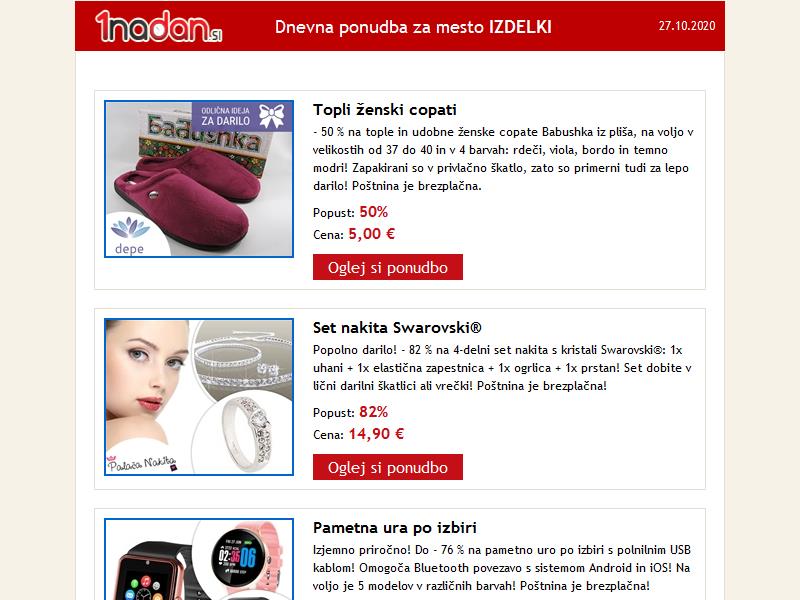 1nadan.si
Dnevna ponudba za mesto IZDELKI
27.10.2020
ODLIČNA IDEJA
ZA DARILO
Babushka
depe
Topli ženski copati
- 50 % na tople in udobne ženske copate Babushka iz pliša, na voljo v
velikostih od 37 do 40 in v 4 barvah: rdeči, viola, bordo in temno
modri! Zapakirani so v privlačno škatlo, zato so primerni tudi za lepo
darilo! Poštnina je brezplačna.
Popust: 50%
Cena: 5,00 €
Oglej si ponudbo
Palača Nakita
Set nakita Swarovski®
Popolno darilo! - 82 % na 4-delni set nakita s kristali Swarovski®: 1x
uhani + 1x elastična zapestnica + 1x ogrlica + 1x prstan! Set dobite v
lični darilni škatlici ali vrečki! Poštnina je brezplačna!
Popust: 82%
Cena: 14,90 €
Oglej si ponudbo
02:35 06
Pametna ura po izbiri
Izjemno priročno! Do - 76 % na pametno uro po izbiri s polnilnim USB
kablom! Omogoča Bluetooth povezavo s sistemom Android in iOS! Na
voljo je 5 modelov v različnih barvah! Poštnina je brezplačna!